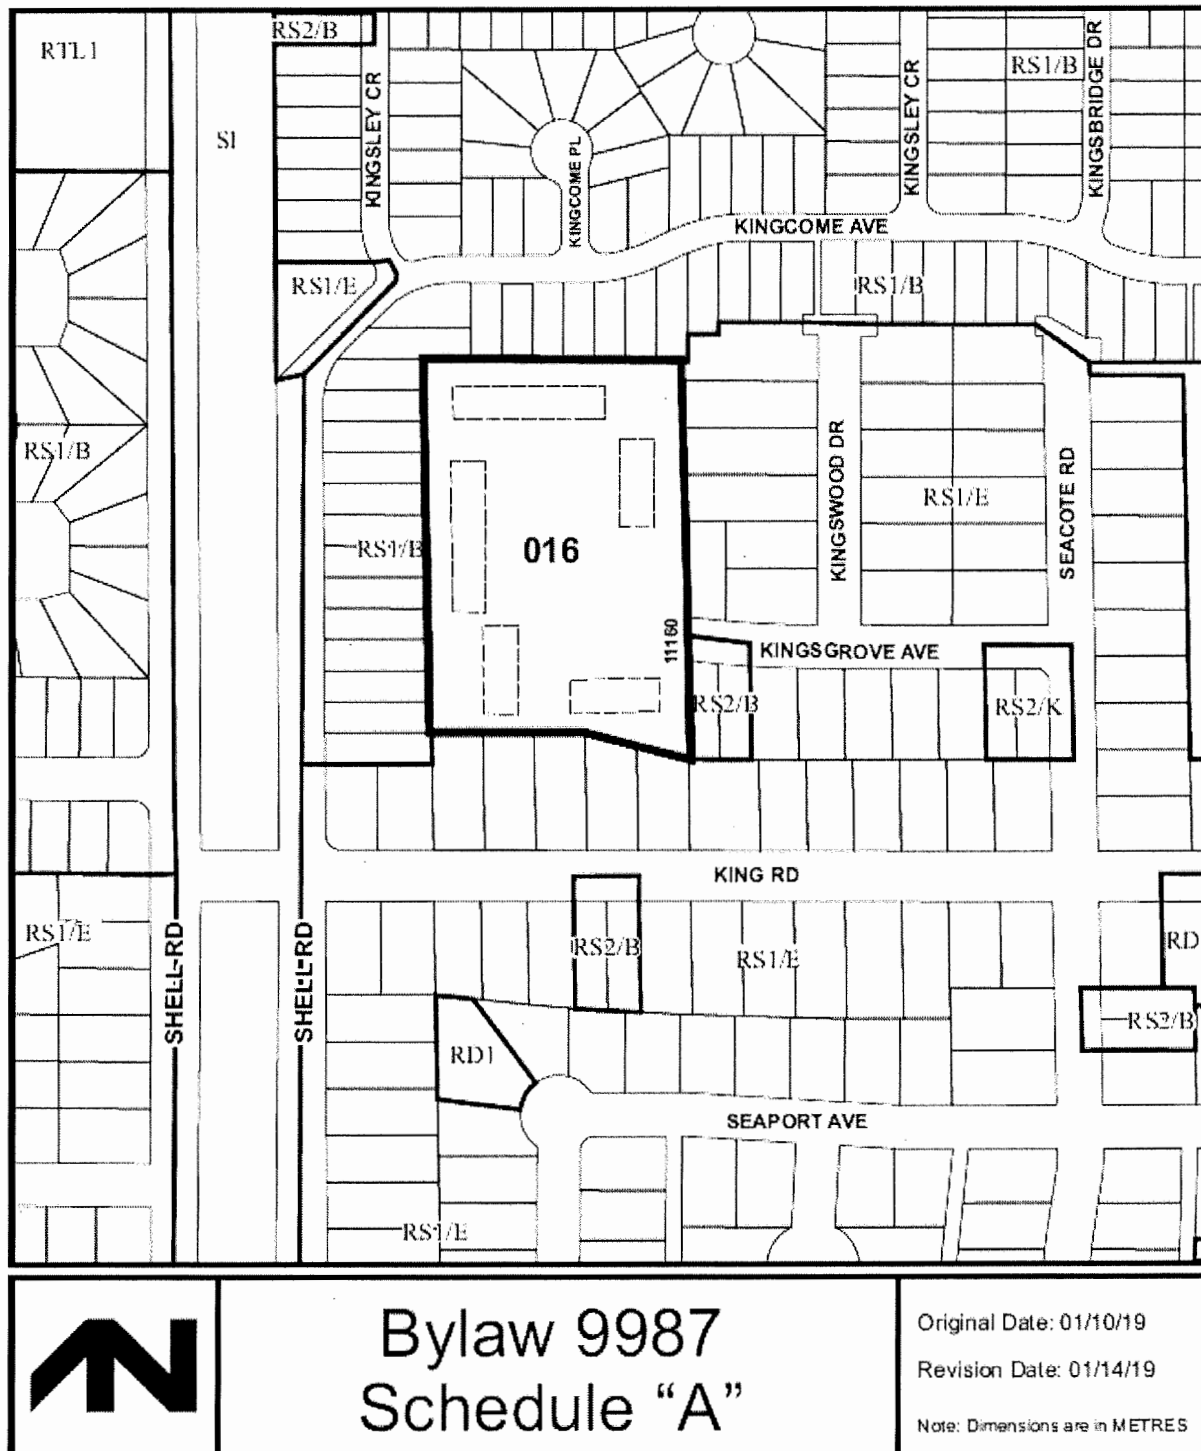 RS2/B
RTL1
SI
KINGSLEY CR
KINGCOME PL
KINGSLEY CR
RS1/B
KINGSBRIDGE DR
KINGCOME AVE
RS1/E
RS1/B
RS1/B
RS1/B
016
11160
KINGSWOOD DR
RS1/E
SEACOTE RD
KINGSGROVE AVE
RS2/B
RS2/K
KING RD
RS1/E
SHELL RD
SHELL RD
RS2/B
RS1/E
RD
RS2/B
RD1
SEAPORT AVE
RS1/E
Bylaw 9987
Schedule “A”
Original Date: 01/10/19
Revision Date: 01/14/19
Note: Dimensions are in METRES